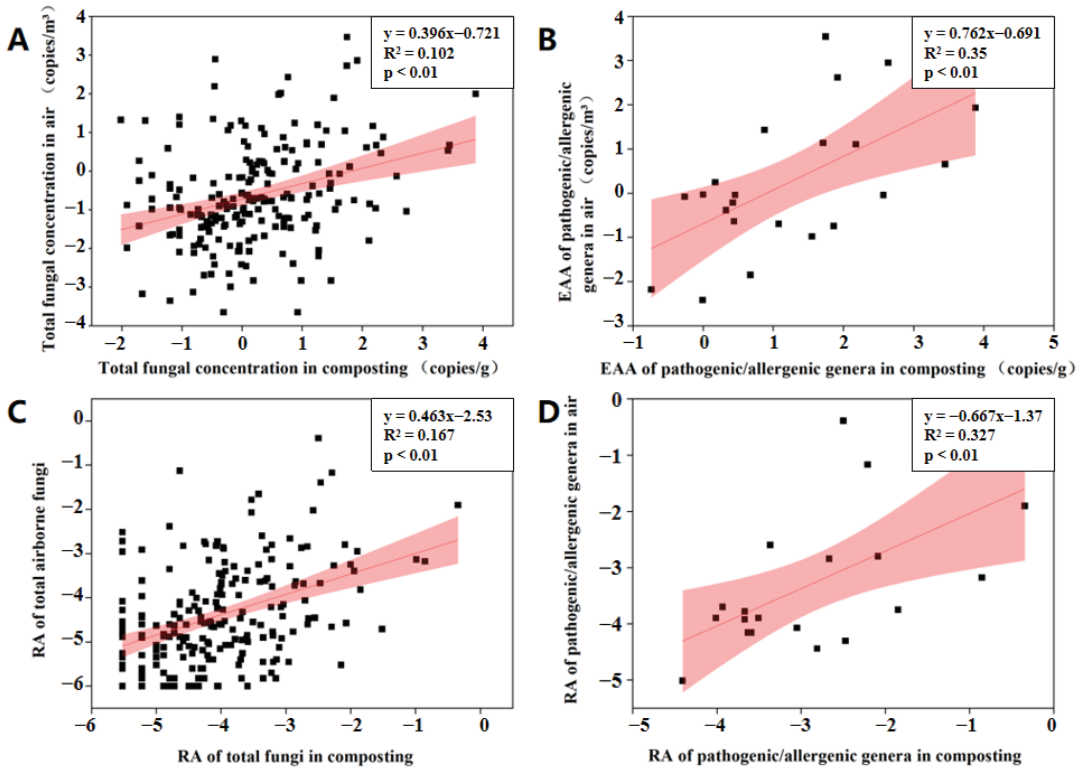 A
Total fungal concentration in air（copies/m³）
4
3
2
1
0
−1
−2
−3
−4
y = 0.396x−0.721
R² = 0.102
p < 0.01
−2
−1
0
1
2
3
4
Total fungal concentration in composting （copies/g）
B
EAA of pathogenic/allergenic
genera in air （copies/m³）
4
3
2
1
0
−1
−2
−3
y = 0.762x−0.691
R² = 0.35
p < 0.01
−1
0
1
2
3
4
5
EAA of pathogenic/allergenic genera in composting （copies/g）
C
RA of total airborne fungi
0
−1
−2
−3
−4
−5
−6
y = 0.463x−2.53
R² = 0.167
p < 0.01
−6
−5
−4
−3
−2
−1
0
RA of total fungi in composting
D
RA of pathogenic/allergenic genera in air
0
−1
−2
−3
−4
−5
y = −0.667x−1.37
R² = 0.327
p < 0.01
−5
−4
−3
−2
−1
0
RA of pathogenic/allergenic genera in composting